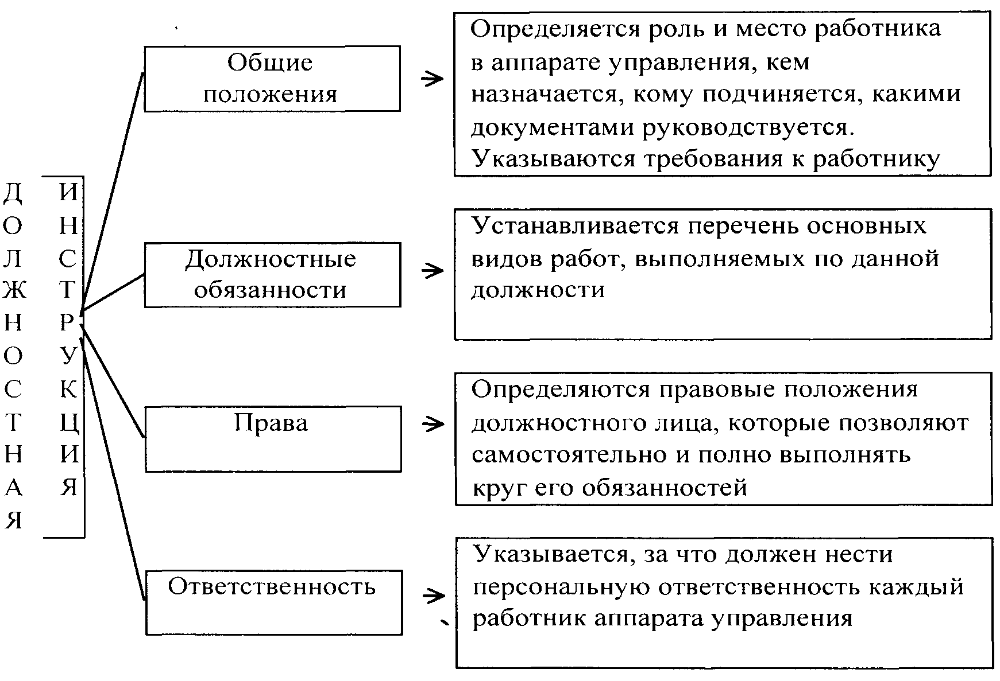 ДОЛЖНОСТНАЯ
ИНСТРУКЦИЯ
Общие
положения
Определяется роль и место работника
в аппарате управления, кем
назначается, кому подчиняется, какими
документами руководствуется.
Указываются требования к работнику
Должностные
обязанности
Устанавливается перечень основных
видов работ, выполняемых по данной
должности
Права
Определяются правовые положения
должностного лица, которые позволяют
самостоятельно и полно выполнять
круг его обязанностей
Ответственность
Указывается, за что должен нести
персональную ответственность каждый
работник аппарата управления